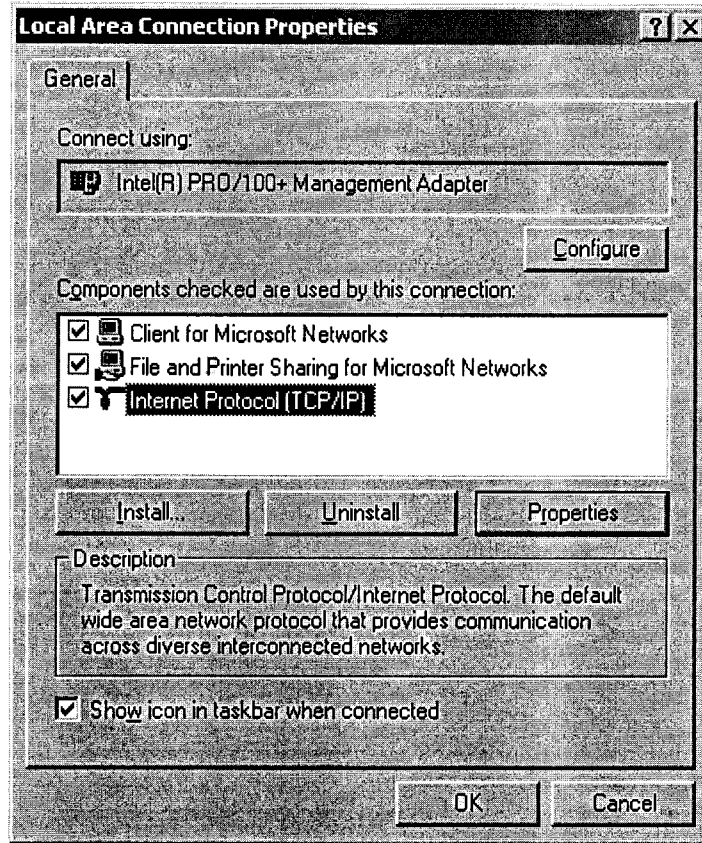 Local Area Connection Properties
General
Connect using:
Intel(R) PRO/100+ Management Adapter
Configure
Components checked are used by this connection:
Client for Microsoft Networks
File and Printer Sharing for Microsoft Networks
Internet Protocol (TCP/IP)
Install... Uninstall Properties
Description
Transmission Control Protocol/Internet Protocol. The default
wide area network protocol that provides communication
across diverse interconnected networks.
Show icon in taskbar when connected
OK Cancel